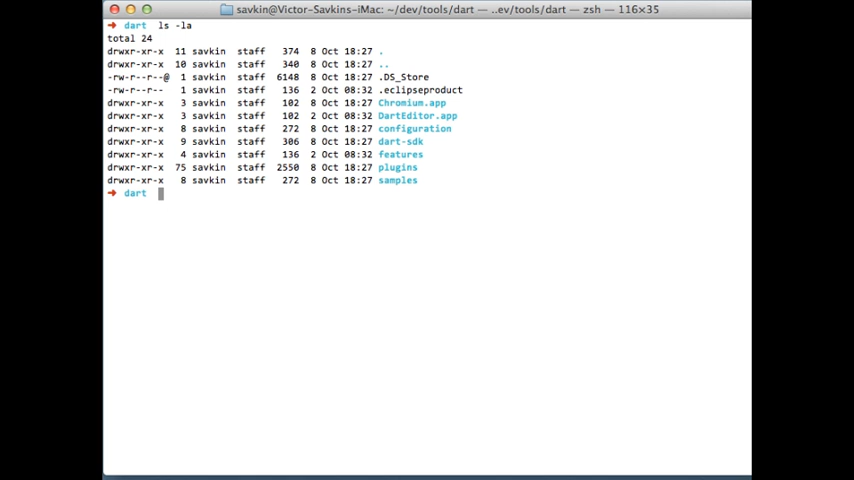 savkin@Victor-Savkins-iMac: ~/dev/tools/dart — ..ev/tools/dart — zsh — 116×35
➜ dart ls -la
total 24
drwxr-xr-x 11 savkin staff 374 8 Oct 18:27 .
drwxr-xr-x 10 savkin staff 340 8 Oct 18:27 ..
-rw-r--r--@ 1 savkin staff 6148 8 Oct 18:27 .DS_Store
-rw-r--r-- 1 savkin staff 136 2 Oct 08:32 .eclipseproduct
drwxr-xr-x 3 savkin staff 102 8 Oct 18:27 Chromium.app
drwxr-xr-x 3 savkin staff 102 8 Oct 18:27 DartEditor.app
drwxr-xr-x 8 savkin staff 272 8 Oct 18:27 configuration
drwxr-xr-x 9 savkin staff 306 8 Oct 18:27 dart-sdk
drwxr-xr-x 4 savkin staff 136 2 Oct 08:32 features
drwxr-xr-x 75 savkin staff 2550 8 Oct 18:27 plugins
drwxr-xr-x 8 savkin staff 272 8 Oct 18:27 samples
➜ dart